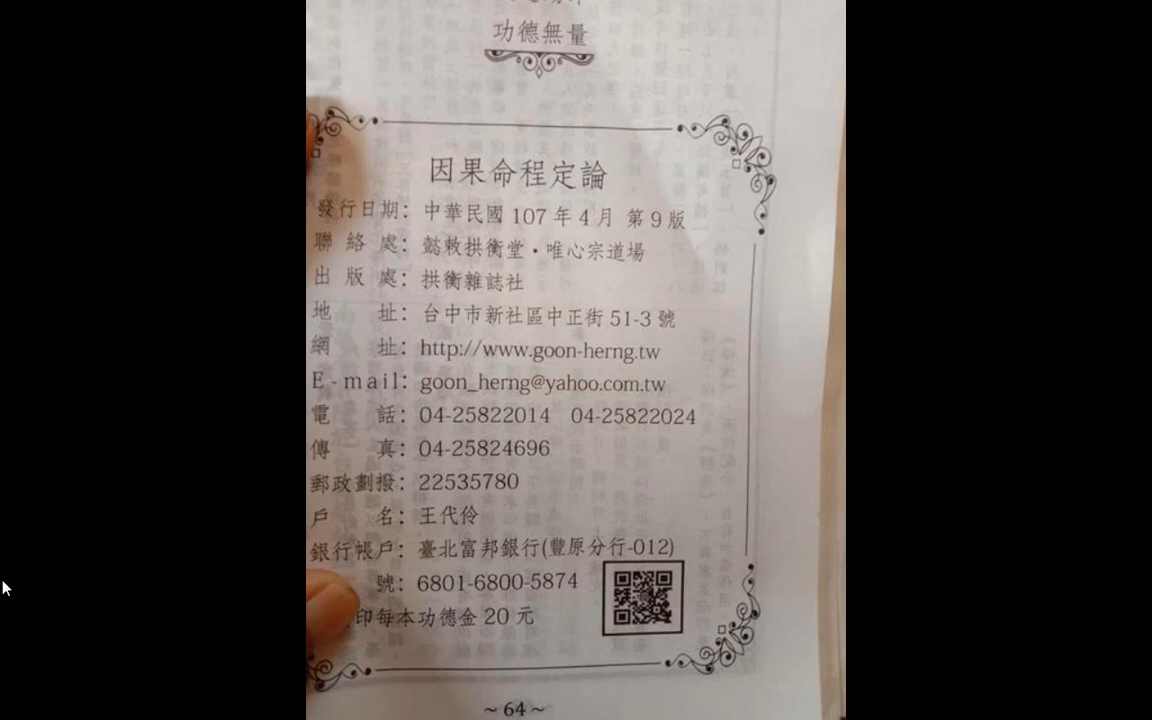 功德無量
因果命程定論
發行日期：中華民國 107 年 4 月 第 9 版
聯絡處：懿敕拱衡堂・唯心宗道場
出版處：拱衡雜誌社
地址：台中市新社區中正街 51-3 號
網址：http://www.goon-herng.tw
E-mail：goon_herng@yahoo.com.tw
電話：04-25822014 04-25822024
傳真：04-25824696
郵政劃撥：22535780
戶名：王代伶
銀行帳戶：臺北富邦銀行(豐原分行-012)
號：6801-6800-5874
印每本功德金 20 元
~64~